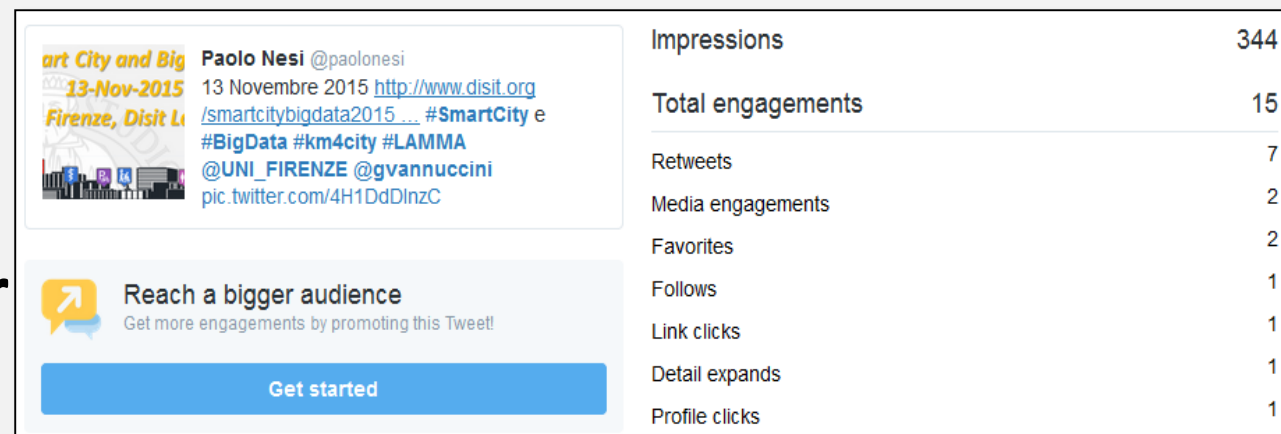 art City and Big
13-Nov-2015
Firenze, Disit L
Paolo Nesi @paolonesi
13 Novembre 2015 http://www.disit.org
/smartcitybigdata2015 ... #SmartCity e
#BigData #km4city #LAMMA
@UNI_FIRENZE @gvannuccini
pic.twitter.com/4H1DdDlnzC
Reach a bigger audience
Get more engagements by promoting this Tweet!
Get started
Impressions 344
Total engagements 15
Retweets 7
Media engagements 2
Favorites 2
Follows 1
Link clicks 1
Detail expands 1
Profile clicks 1